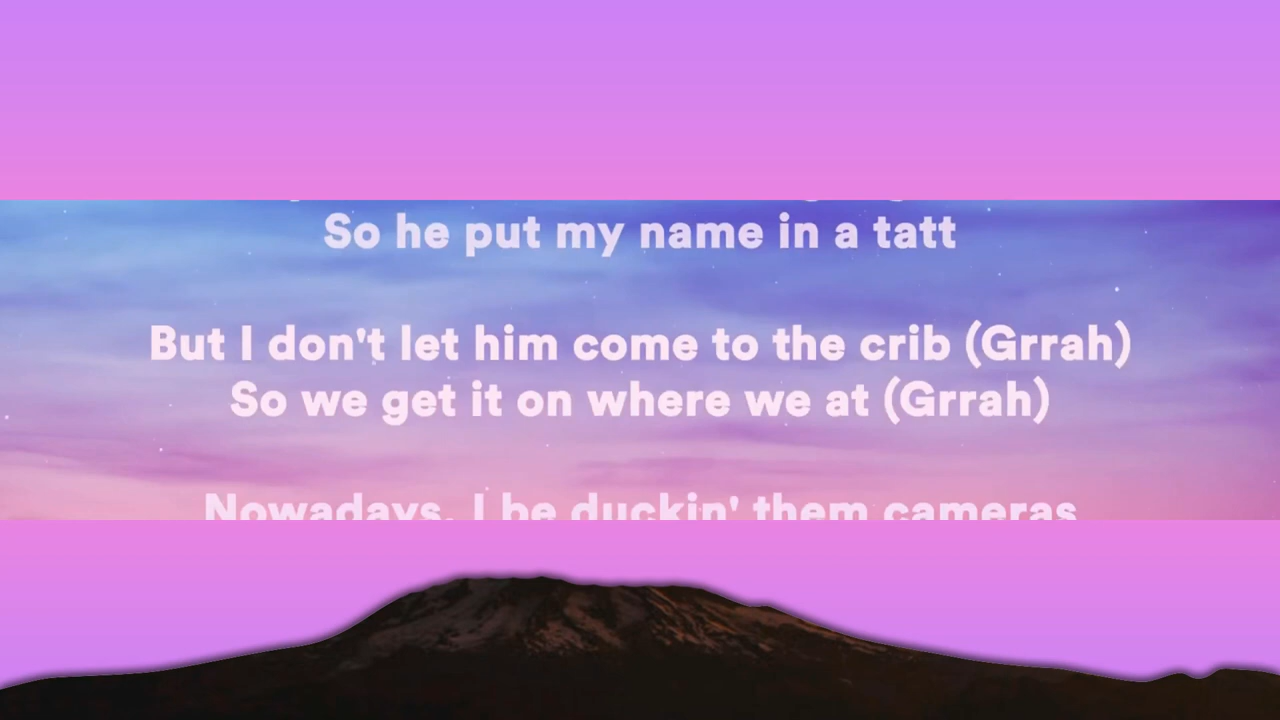 So he put my name in a tatt
But I don't let him come to the crib (Grrah)
So we get it on where we at (Grrah)
Nowadays, I be duckin' them cameras